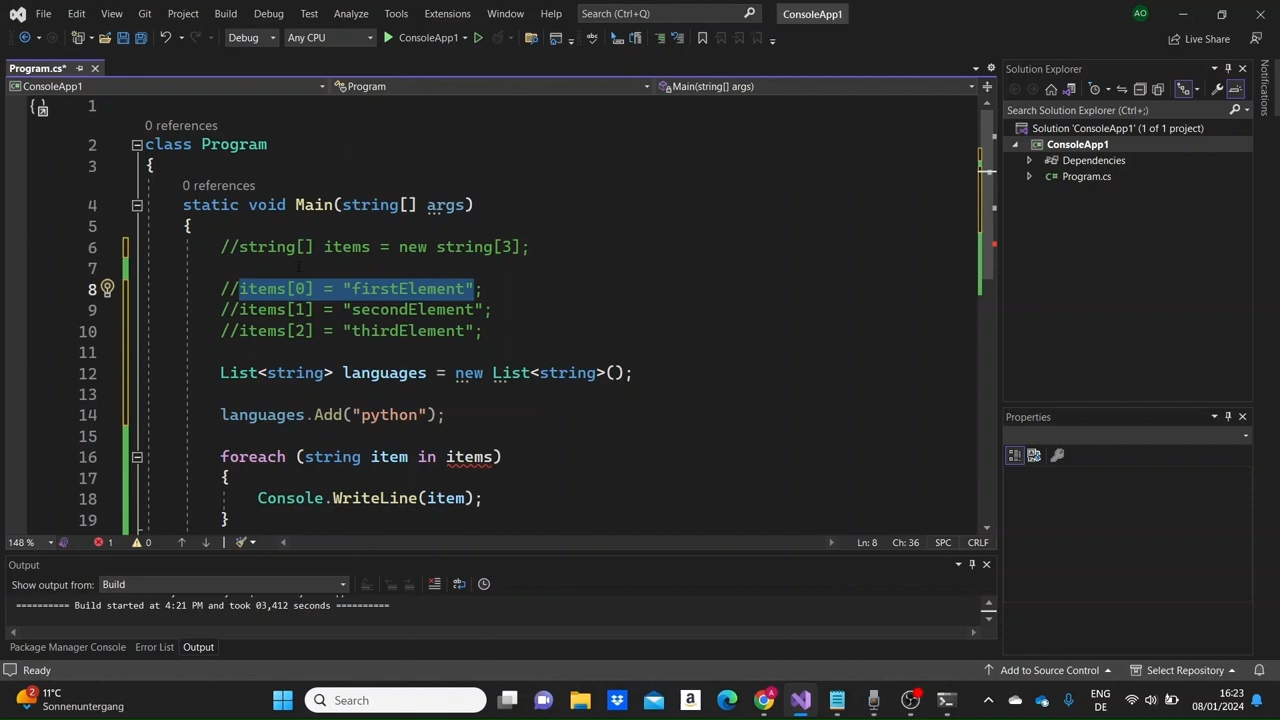 File Edit View Git Project Build Debug Test Analyze Tools Extensions Window Help Search (Ctrl+Q) ConsoleApp1 AO
Debug Any CPU ConsoleApp1 Live Share
Program.cs*
ConsoleApp1 Program Main(string[] args)
1
0 references
2 class Program
3 {
0 references
4 static void Main(string[] args)
5 {
6 //string[] items = new string[3];
7
8 //items[0] = "firstElement";
9 //items[1] = "secondElement";
10 //items[2] = "thirdElement";
11
12 List<string> languages = new List<string>();
13
14 languages.Add("python");
15
16 foreach (string item in items)
17 {
18 Console.WriteLine(item);
19 }
148 % 1 0 Ln: 8 Ch: 36 SPC CRLF
Output
Show output from: Build
========== Build started at 4:21 PM and took 03,412 seconds ==========
Package Manager Console Error List Output
Solution Explorer
Search Solution Explorer (Ctrl+;)
Solution 'ConsoleApp1' (1 of 1 project)
ConsoleApp1
Dependencies
Program.cs
Properties
Notifications
Ready Add to Source Control Select Repository
2 11°C
Sonnenuntergang
Search
ENG
DE
16:23
08/01/2024